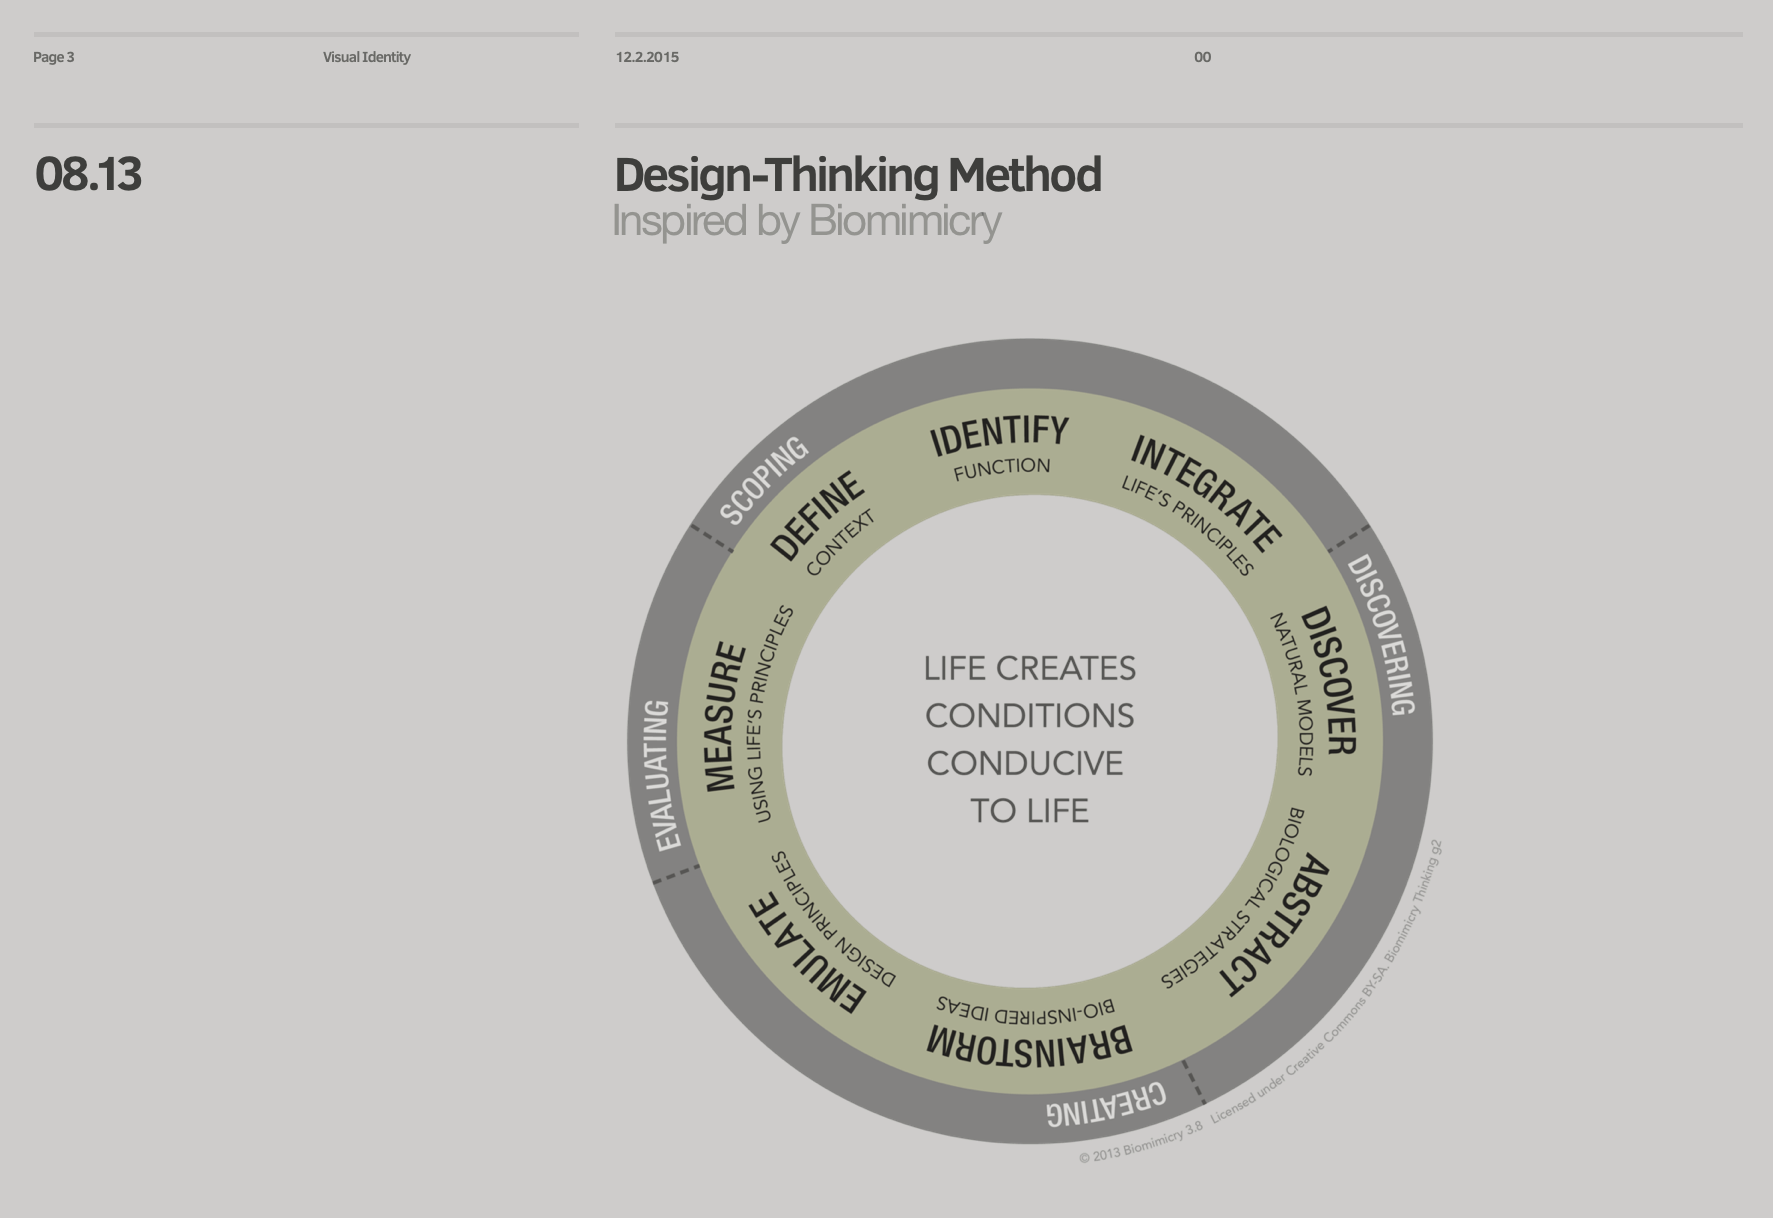 Page 3
Visual Identity
12.2.2015
00
08.13
Design-Thinking Method
Inspired by Biomimicry
SCOPING
DEFINE
CONTEXT
IDENTIFY
FUNCTION
INTEGRATE
LIFE'S PRINCIPLES
DISCOVERING
DISCOVER
NATURAL MODELS
ABSTRACT
BIOLOGICAL STRATEGIES
CREATING
BRAINSTORM
BIO-INSPIRED IDEAS
EMULATE
DESIGN PRINCIPLES
EVALUATING
MEASURE
USING LIFE'S PRINCIPLES
LIFE CREATES
CONDITIONS
CONDUCIVE
TO LIFE
© 2013 Biomimicry 3.8 Licensed under Creative Commons BY-SA. Biomimicry Thinking g2